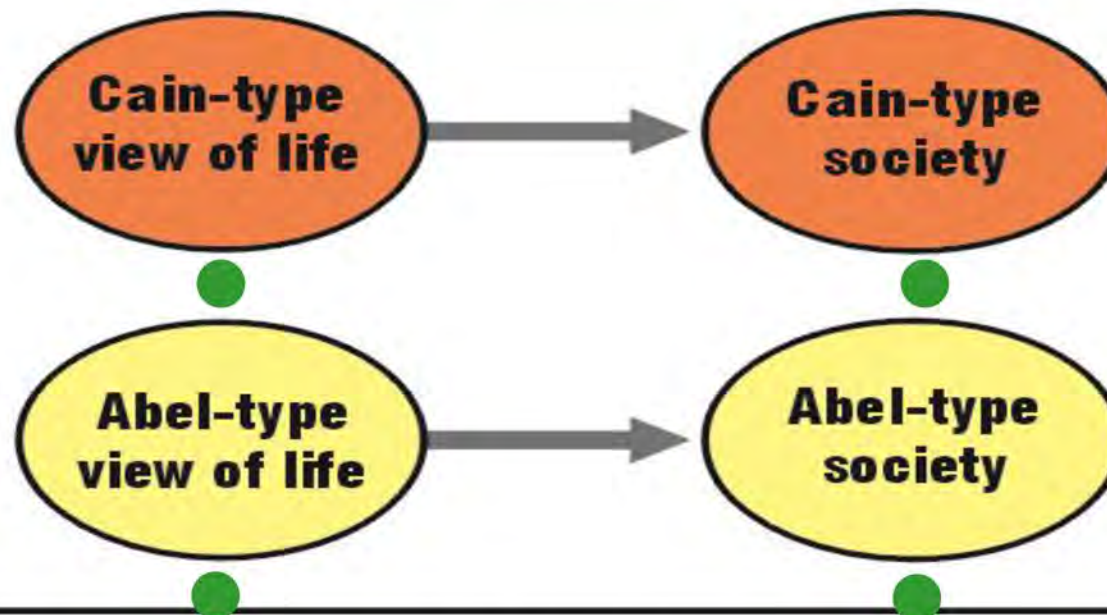 Cain-type
view of life
Cain-type
society
Abel-type
view of life
Abel-type
society